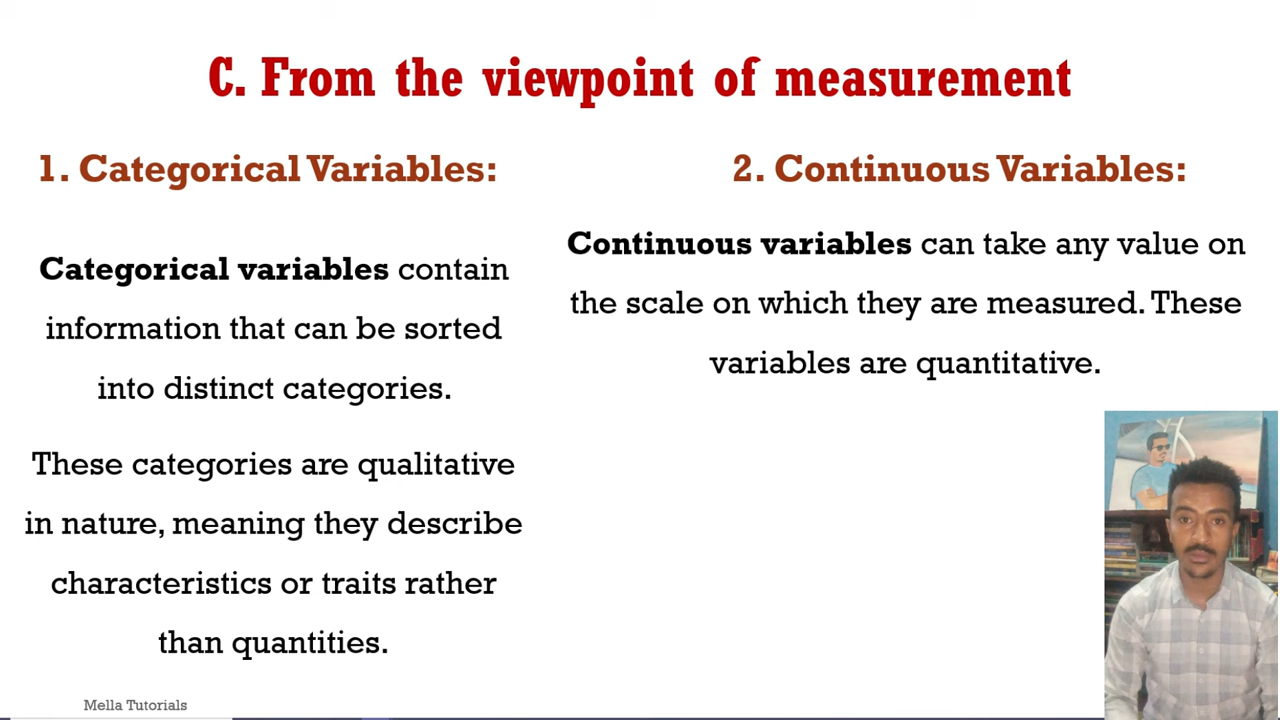 C. From the viewpoint of measurement
1. Categorical Variables:
Categorical variables contain
information that can be sorted
into distinct categories.
These categories are qualitative
in nature, meaning they describe
characteristics or traits rather
than quantities.
2. Continuous Variables:
Continuous variables can take any value on
the scale on which they are measured. These
variables are quantitative.
Mella Tutorials